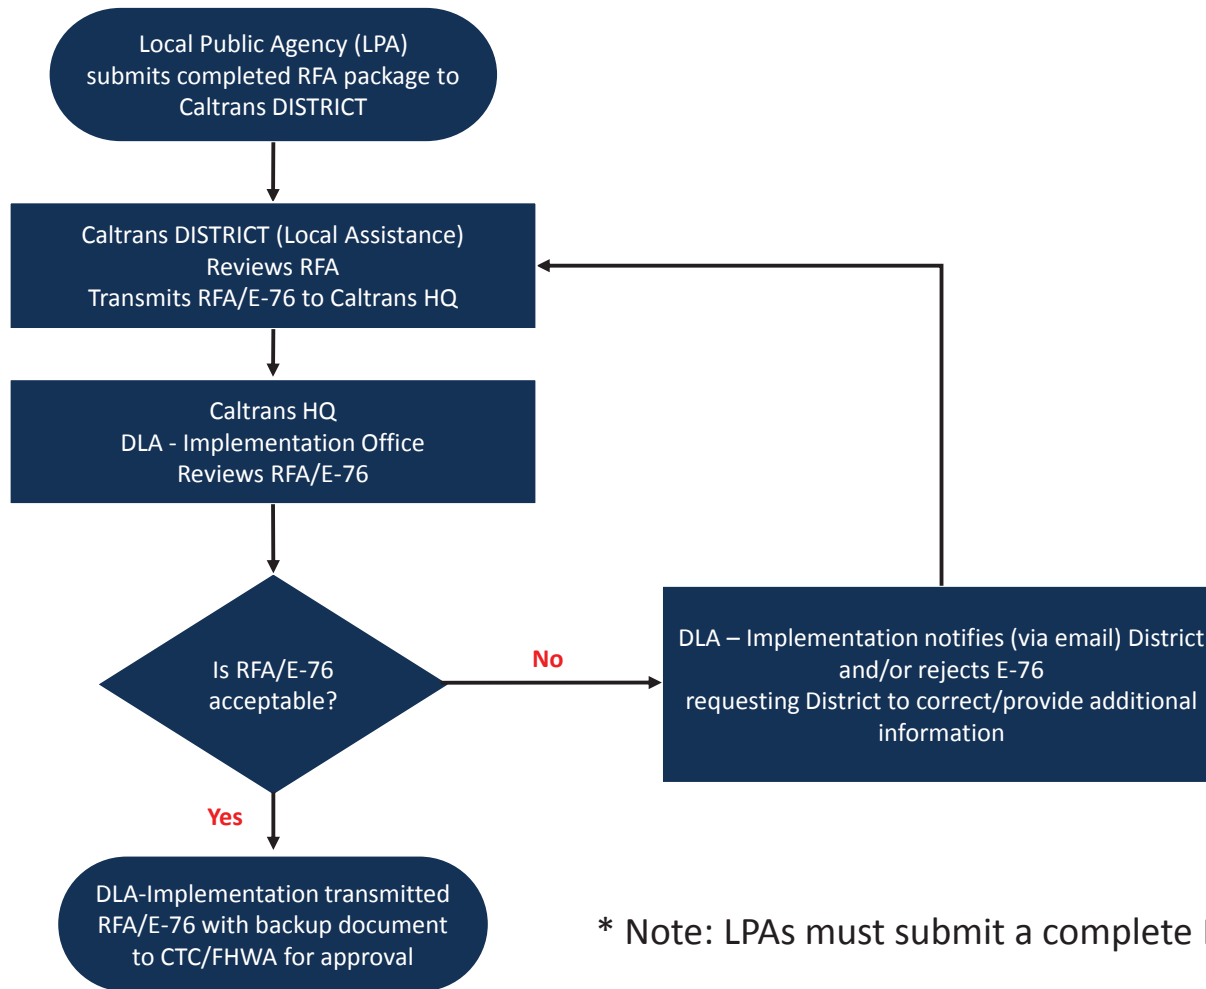 Local Public Agency (LPA)
submits completed RFA package to
Caltrans DISTRICT
Caltrans DISTRICT (Local Assistance)
Reviews RFA
Transmits RFA/E-76 to Caltrans HQ
Caltrans HQ
DLA - Implementation Office
Reviews RFA/E-76
Is RFA/E-76
acceptable?
No
DLA – Implementation notifies (via email) District
and/or rejects E-76
requesting District to correct/provide additional
information
Yes
DLA-Implementation transmitted
RFA/E-76 with backup document
to CTC/FHWA for approval
* Note: LPAs must submit a complete